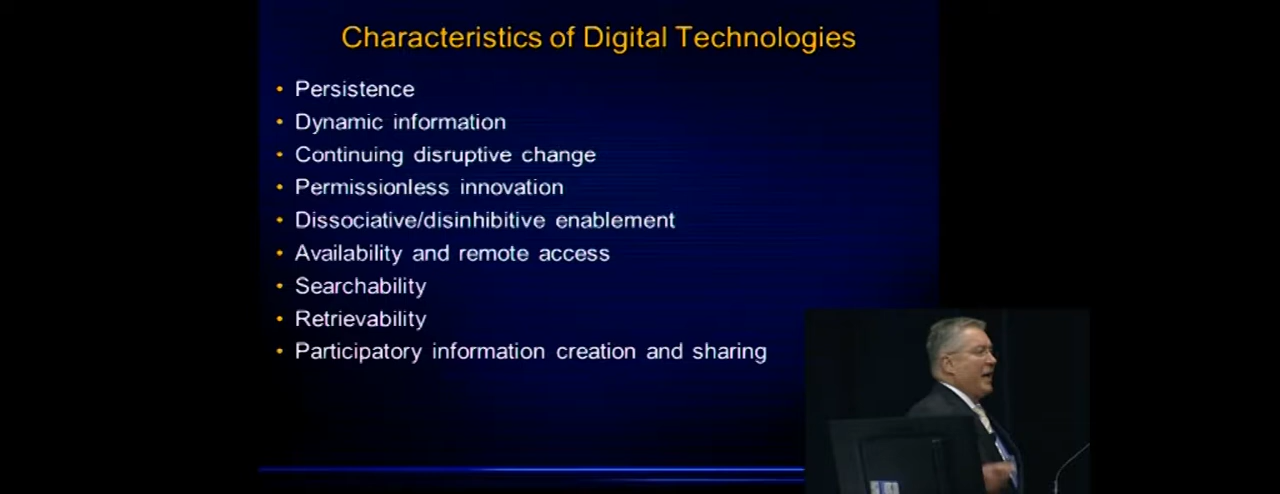 Characteristics of Digital Technologies
• Persistence
• Dynamic information
• Continuing disruptive change
• Permissionless innovation
• Dissociative/disinhibitive enablement
• Availability and remote access
• Searchability
• Retrievability
• Participatory information creation and sharing